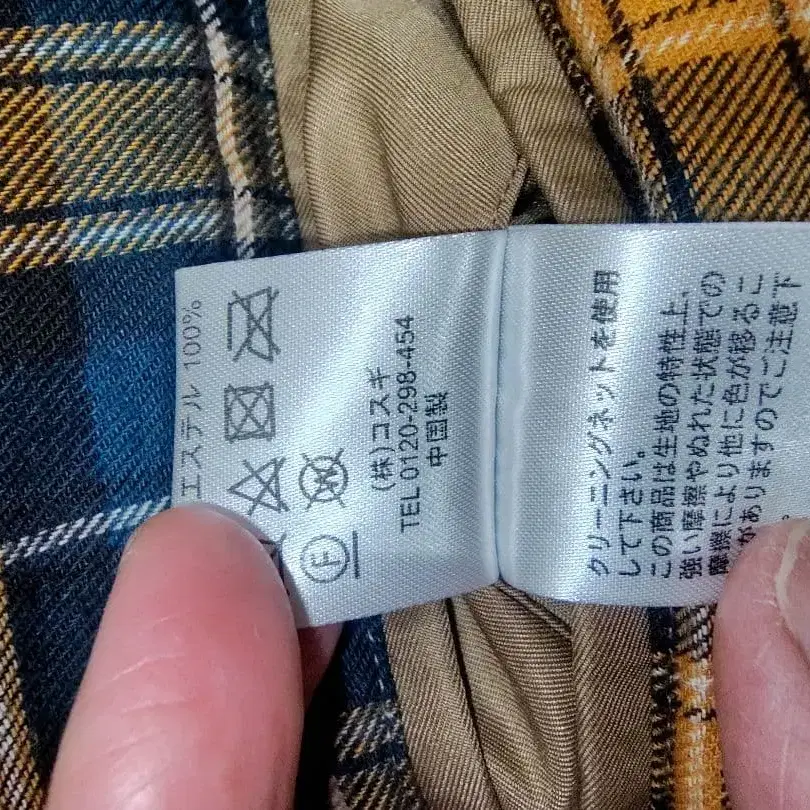 エステル 100%
F
(株)コスギ
TEL 0120-298-454
中国製
クリーニングネットを使用
して下さい。
この商品は生地の特性上、
強い摩擦やぬれた状態での
摩擦により他に色が移るこ
がありますのでご注意下